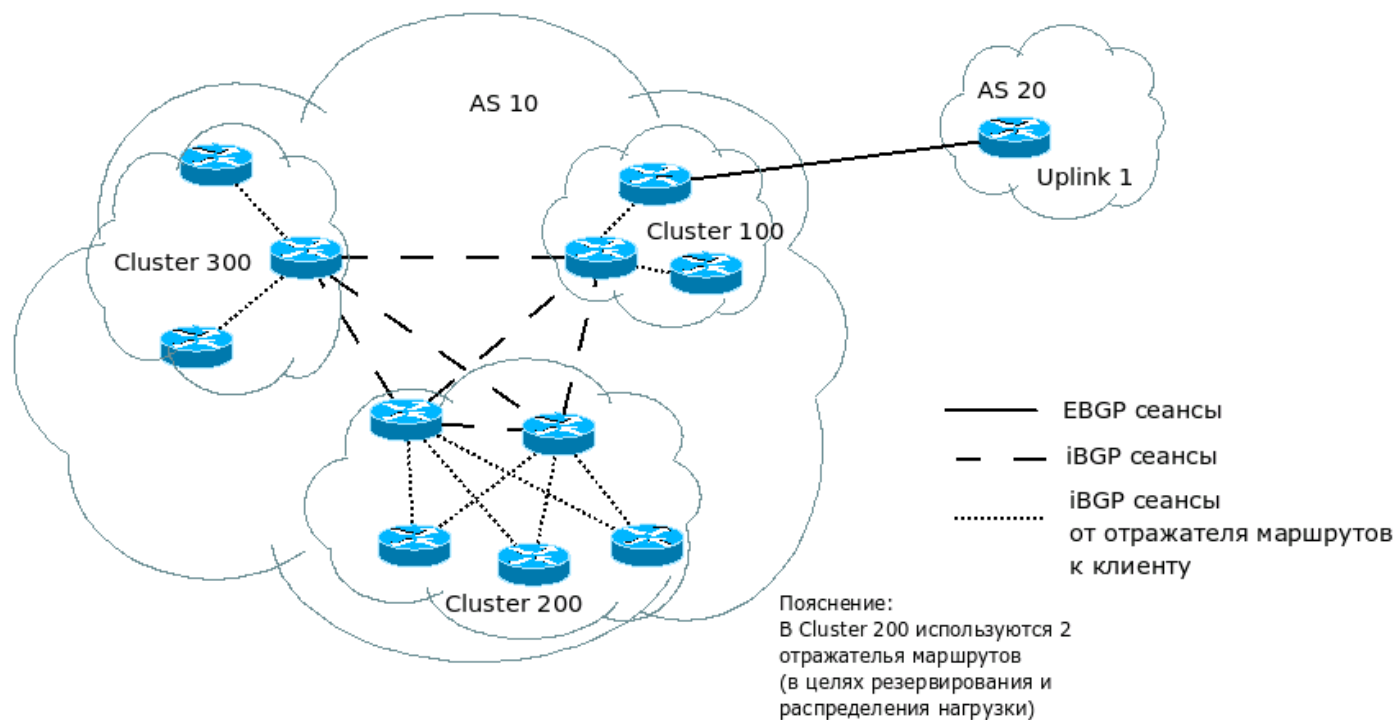 AS 10
AS 20
Uplink 1
Cluster 100
Cluster 300
Cluster 200
EBGP сеансы
iBGP сеансы
iBGP сеансы
от отражателя маршрутов
к клиенту
Пояснение:
В Cluster 200 используются 2
отражателья маршрутов
(в целях резервирования и
распределения нагрузки)